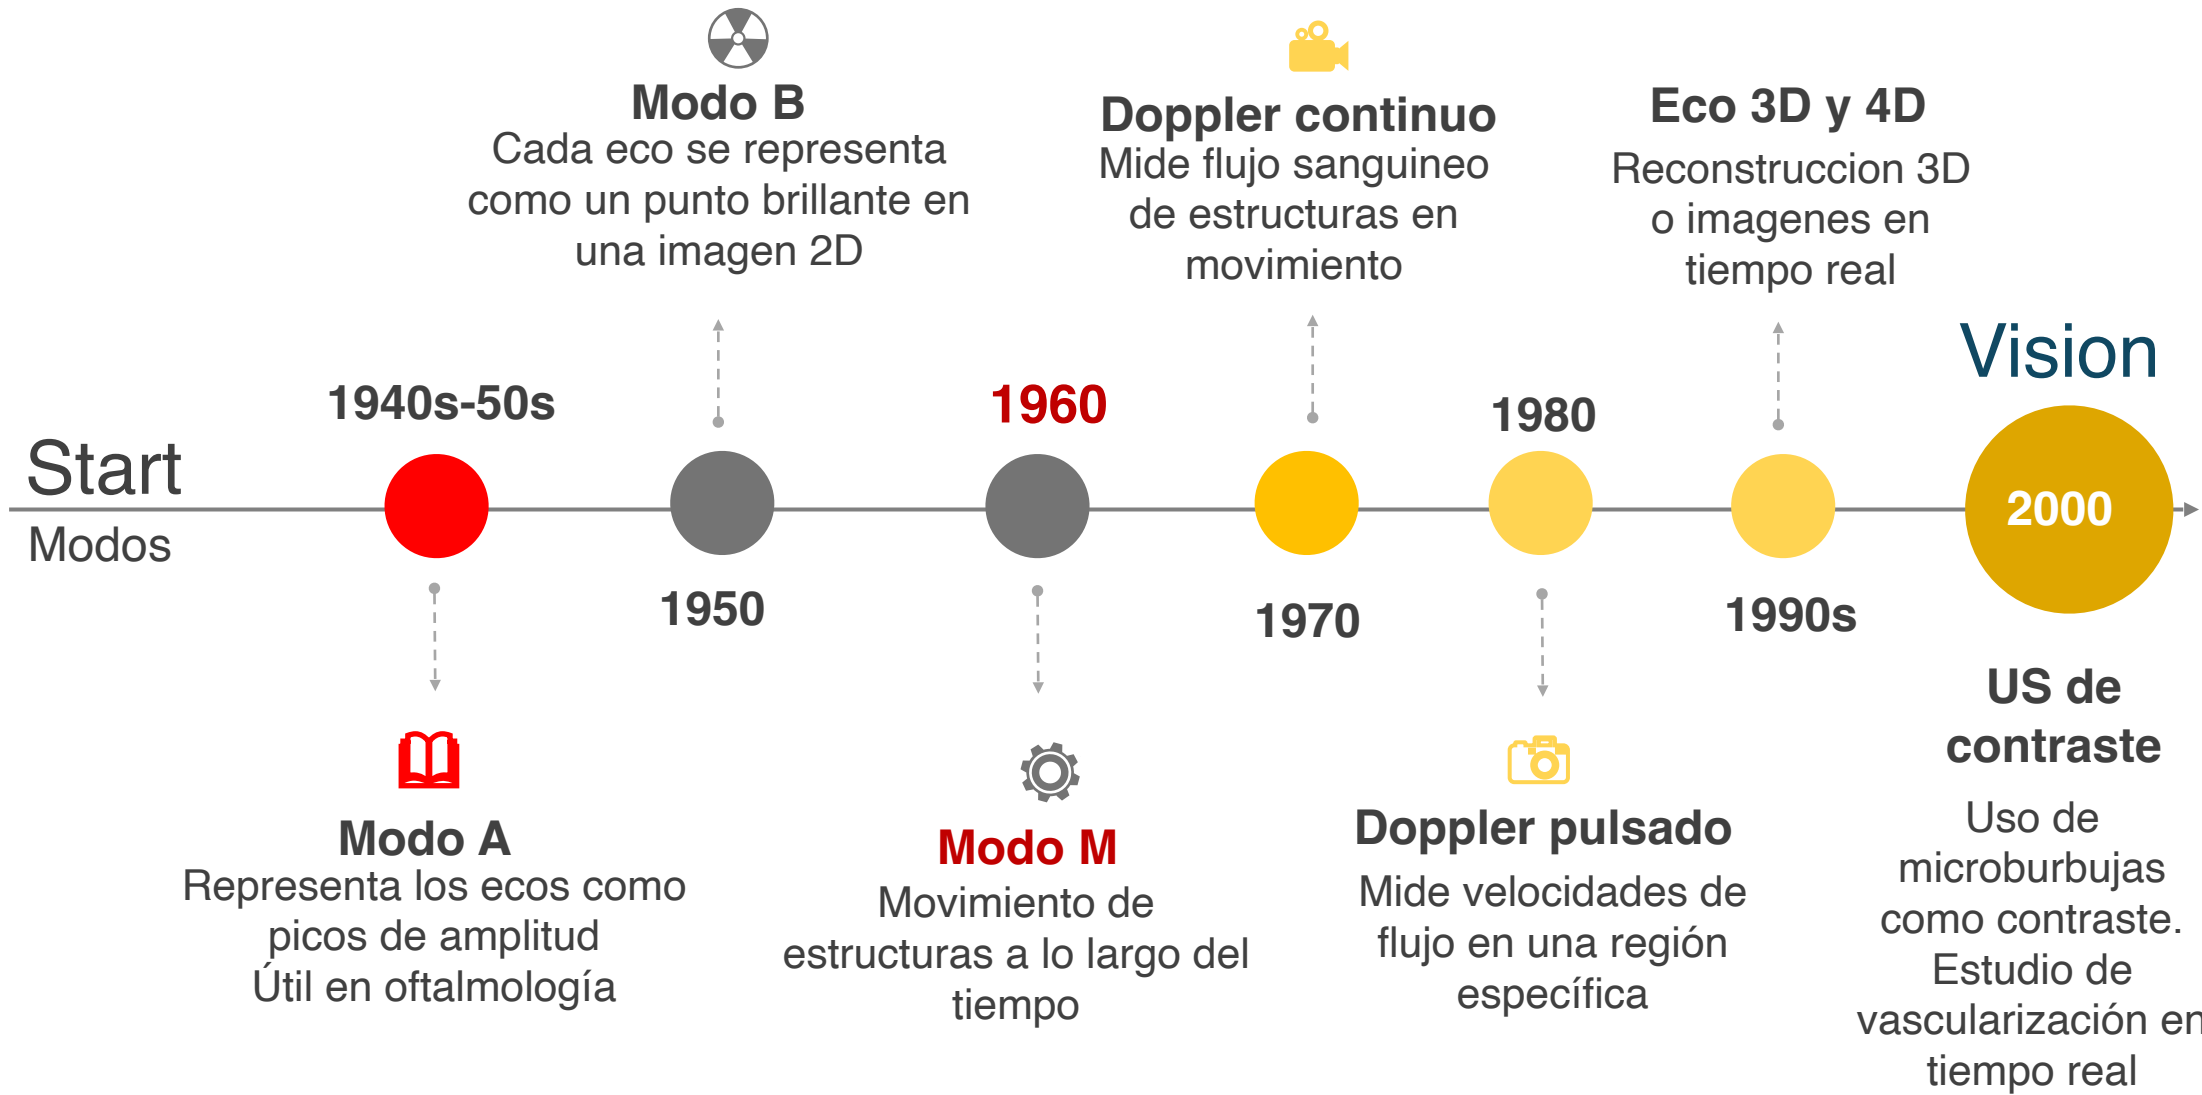 Start
Modos
1940s-50s
Modo A
Representa los ecos como
picos de amplitud
Útil en oftalmología
Modo B
Cada eco se representa
como un punto brillante en
una imagen 2D
1950
1960
Modo M
Movimiento de
estructuras a lo largo del
tiempo
Doppler continuo
Mide flujo sanguineo
de estructuras en
movimiento
1970
1980
Doppler pulsado
Mide velocidades de
flujo en una región
específica
Eco 3D y 4D
Reconstruccion 3D
o imagenes en
tiempo real
1990s
Vision
2000
US de
contraste
Uso de
microburbujas
como contraste.
Estudio de
vascularización en
tiempo real